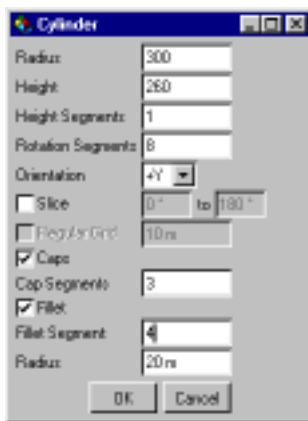 Cylinder
Radius 300
Height 260
Height Segments 1
Rotation Segments 8
Orientation +Y
Slice 0 ° to 180 °
Regular Grid 10 m
Caps
Cap Segments 3
Fillet
Fillet Segment 4
Radius 20 m
OK Cancel